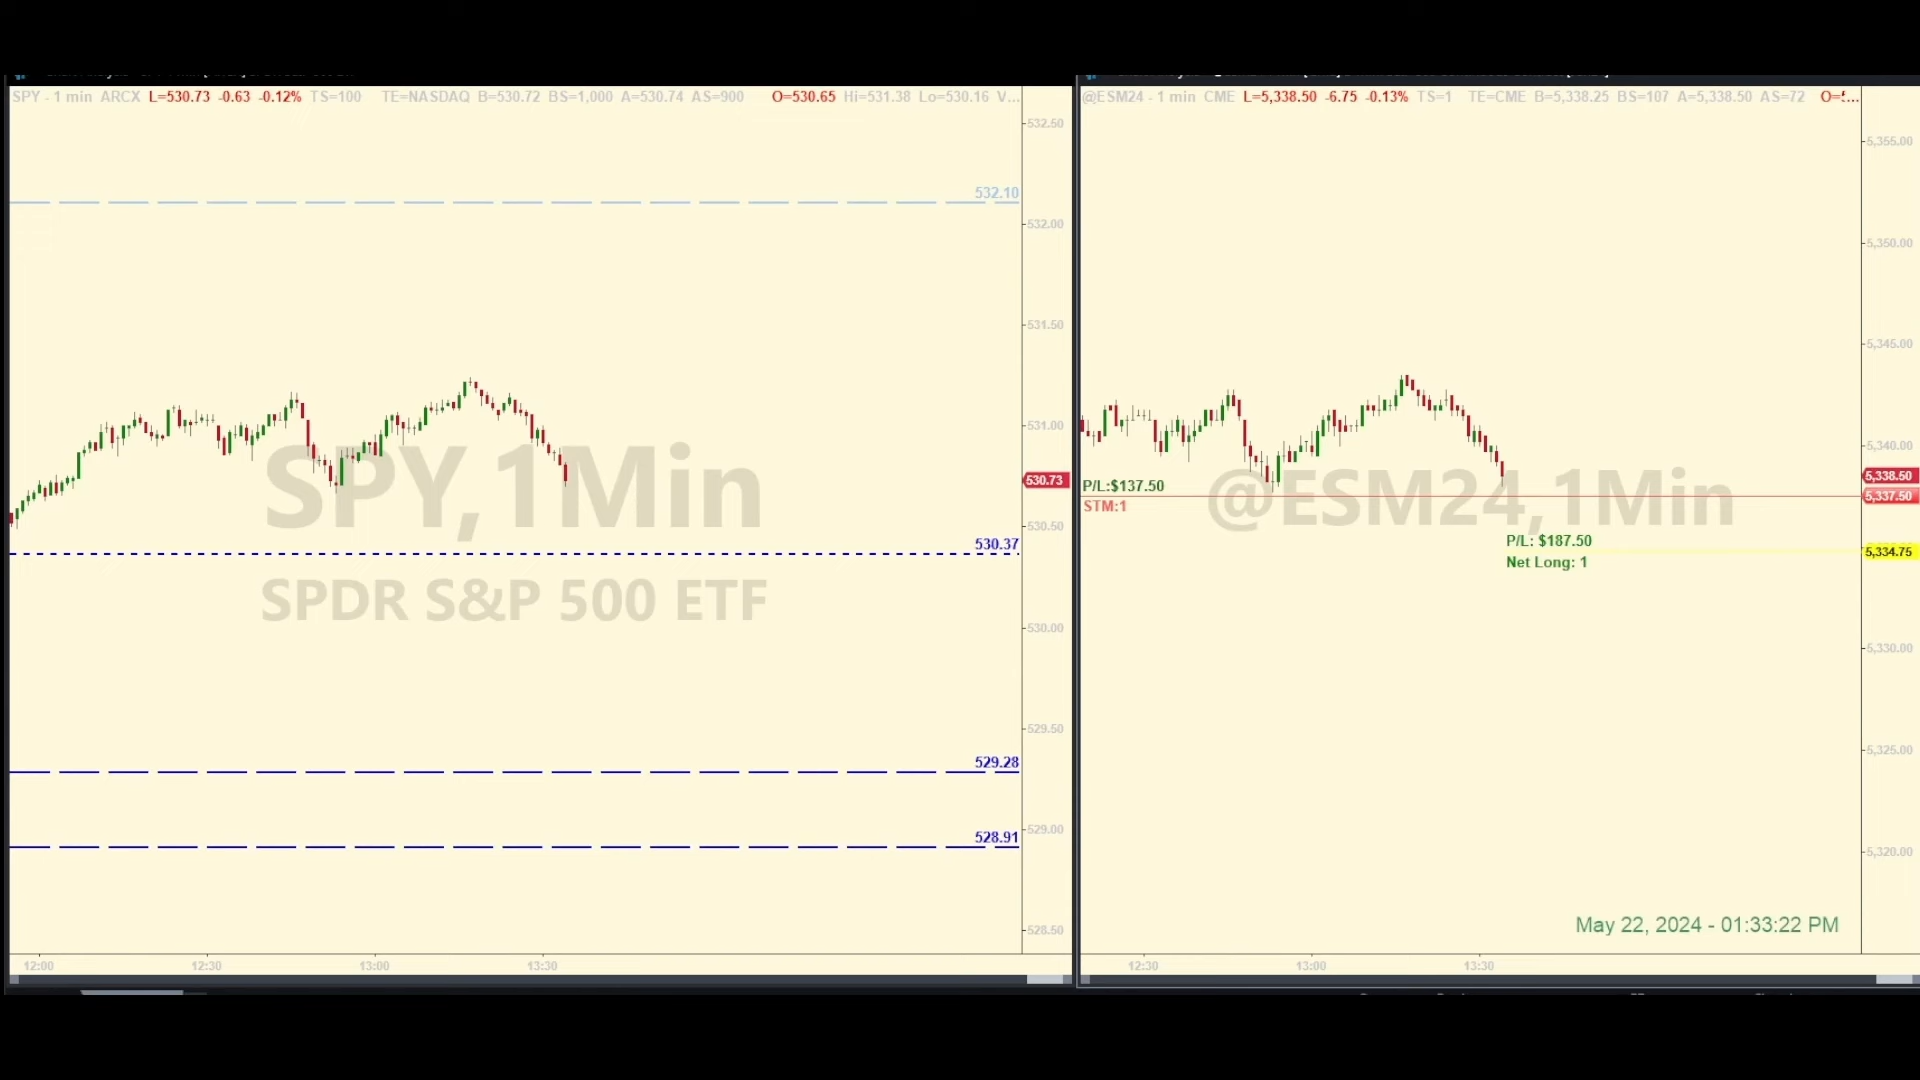 SPY - 1 min ARCX L=530.73 -0.63 -0.12% TS=100 TE=NASDAQ B=530.72 BS=1,000 A=530.74 AS=900 O=530.65 Hi=531.38 Lo=530.16 V...
532.50
532.10
532.00
531.50
531.00
530.73
SPY,1Min
530.50
530.37
SPDR S&P 500 ETF
530.00
529.50
529.28
529.00
528.91
528.50
12:00 12:30 13:00 13:30
@ESM24 - 1 min CME L=5,338.50 -6.75 -0.13% TS=1 TE=CME B=5,338.25 BS=107 A=5,338.50 AS=72
5,355.00
5,350.00
5,345.00
5,340.00
5,338.50
P/L:$137.50
5,337.50
@ESM24,1Min
STM:1
P/L: $187.50
5,334.75
Net Long: 1
5,330.00
5,325.00
5,320.00
May 22, 2024 - 01:33:22 PM
12:30 13:00 13:30